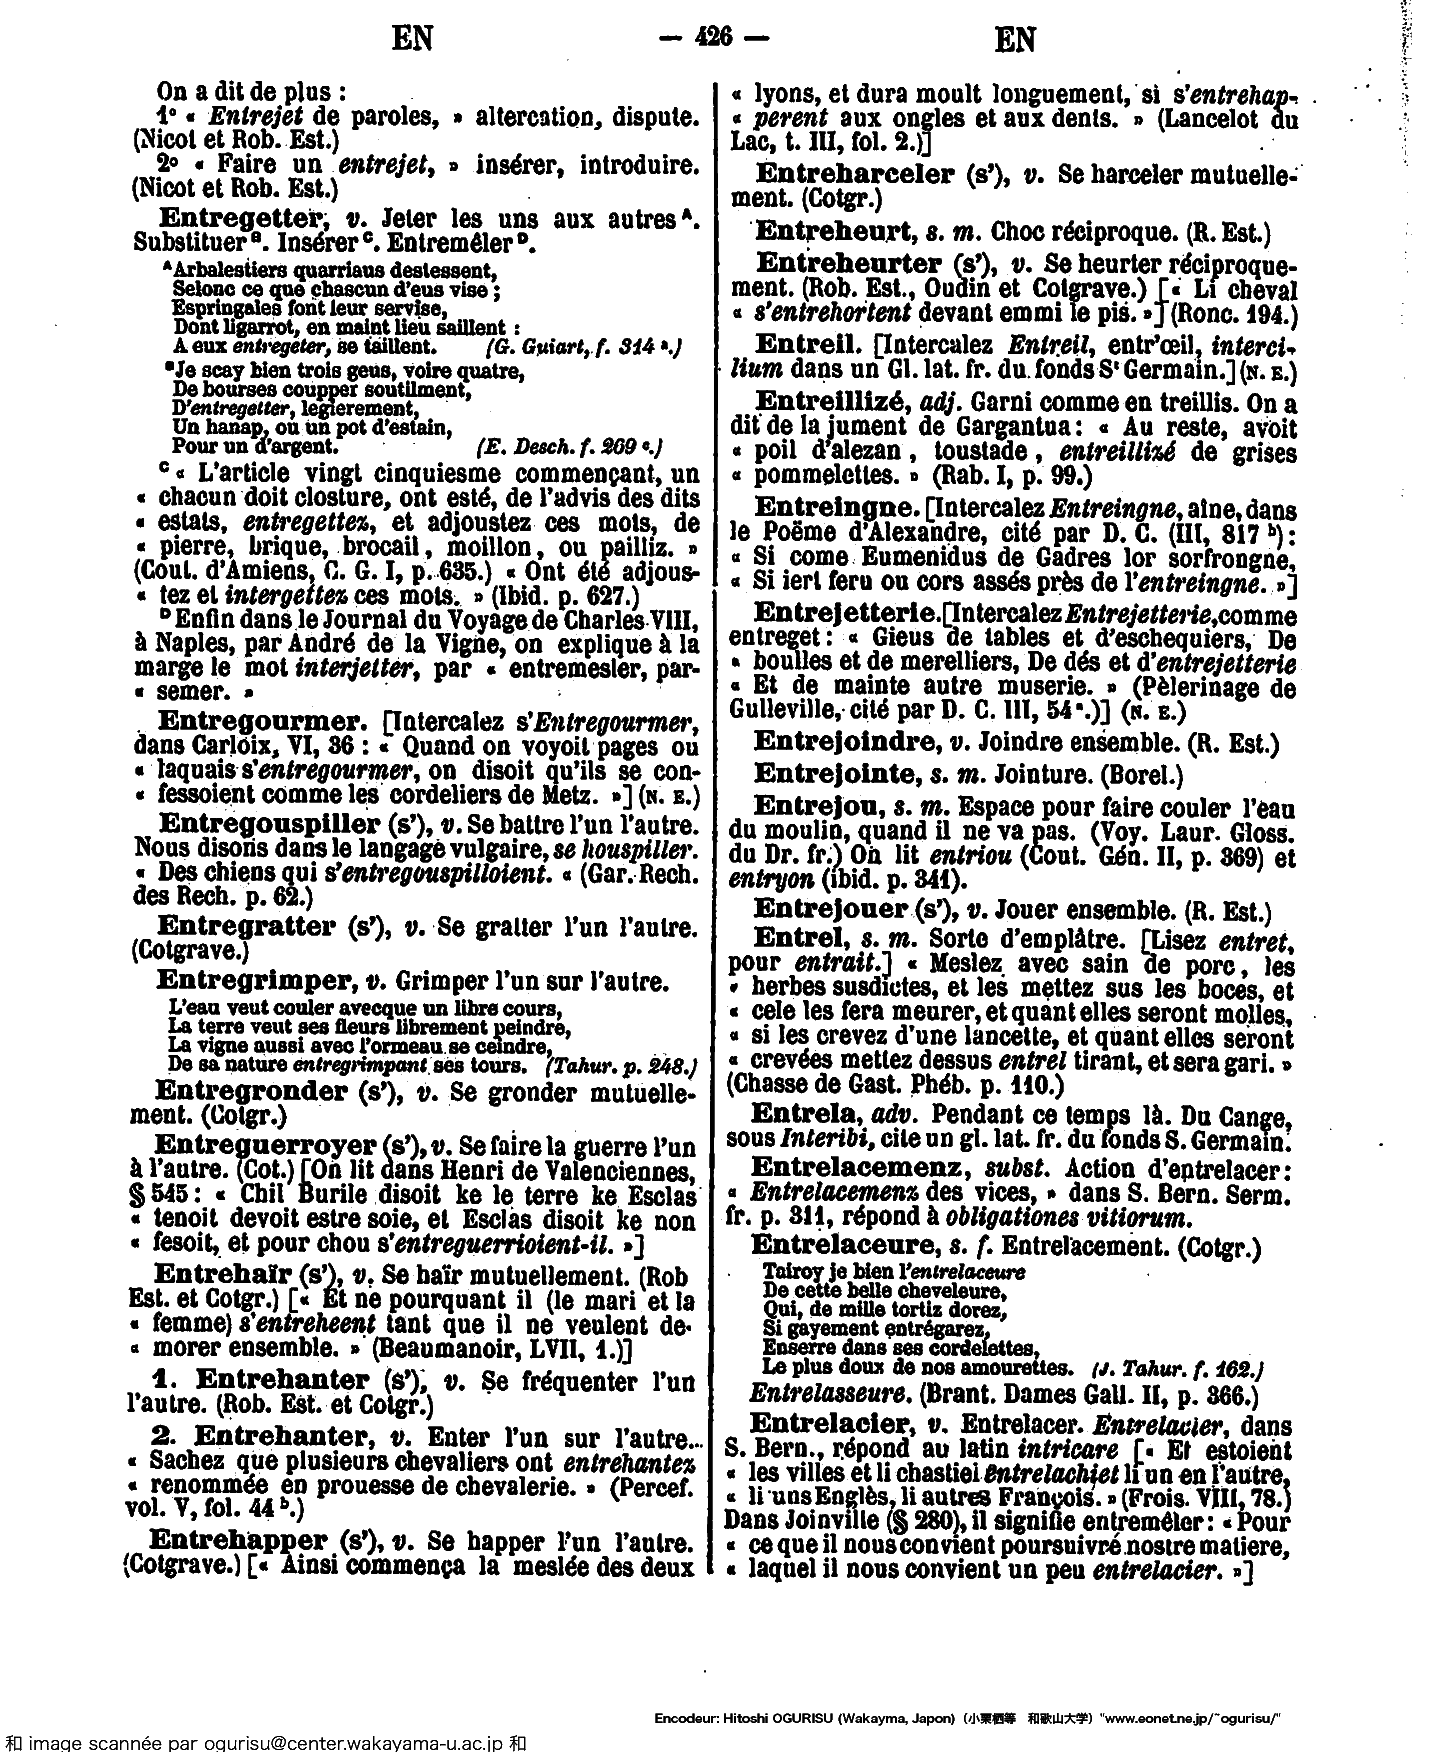 EN — 426 — EN
On a dit de plus :
1º « Entrejet de paroles, » altercation, dispute.
(Nicot et Rob. Est.)
2º « Faire un entrejet, » insérer, introduire.
(Nicot et Rob. Est.)
Entregetter, v. Jeter les uns aux autres A.
Substituer B. Insérer C. Entremêler D.
A Arbalestiers quarriaus destessent,
Selonc ce que chascun d'eus vise ;
Espringales font leur servise,
Dont ligarrot, en maint lieu saillent :
A eux entregeter, se taillent. (G. Guiart, f. 314 a.)
B Je scay bien trois geus, voire quatre,
De bourses coupper soutilment,
D'entregetter, legierement,
Un hanap, ou un pot d'estain,
Pour un d'argent. (E. Desch. f. 269 c.)
C « L'article vingt cinquiesme commençant, un
« chacun doit closture, ont esté, de l'advis des dits
« estats, entregettez, et adjoustez ces mots, de
« pierre, brique, brocail, moillon, ou pailliz. »
(Cout. d'Amiens, C. G. I, p. 635.) « Ont été adjous-
« tez et intergettez ces mots. » (Ibid. p. 627.)
D Enfin dans le Journal du Voyage de Charles VIII,
à Naples, par André de la Vigne, on explique à la
marge le mot interjetter, par « entremesler, par-
« semer. »
Entregourmer. [Intercalez s'Entregourmer,
dans Carloix, VI, 36 : « Quand on voyoit pages ou
« laquais s'entregourmer, on disoit qu'ils se con-
« fessoient comme les cordeliers de Metz. »] (N. E.)
Entregouspiller (s'), v. Se battre l'un l'autre.
Nous disons dans le langage vulgaire, se houspiller.
« Des chiens qui s'entregouspilloient. « (Gar. Rech.
des Rech. p. 62.)
Entregratter (s'), v. Se gratter l'un l'autre.
(Cotgrave.)
Entregrimper, v. Grimper l'un sur l'autre.
L'eau veut couler avecque un libre cours,
La terre veut ses fleurs librement peindre,
La vigne aussi avec l'ormeau se ceindre,
De sa nature entregrimpant ses tours. (Tahur. p. 248.)
Entregronder (s'), v. Se gronder mutuelle-
ment. (Cotgr.)
Entreguerroyer (s'), v. Se faire la guerre l'un
à l'autre. (Cot.) [On lit dans Henri de Valenciennes,
§ 545 : « Chil Burile disoit ke le terre ke Esclas
« tenoit devoit estre soie, et Esclas disoit ke non
« fesoit, et pour chou s'entreguerrioient-il. »]
Entrehaïr (s'), v. Se haïr mutuellement. (Rob
Est. et Cotgr.) [« Et ne pourquant il (le mari et la
« femme) s'entreheent tant que il ne veulent de-
« morer ensemble. » (Beaumanoir, LVII, 1.)]
1. Entrehanter (s'), v. Se fréquenter l'un
l'autre. (Rob. Est. et Cotgr.)
2. Entrehanter, v. Enter l'un sur l'autre..
« Sachez que plusieurs chevaliers ont entrehantez
« renommée en prouesse de chevalerie. » (Percef.
vol. V, fol. 44 b.)
Entrehapper (s'), v. Se happer l'un l'autre.
(Cotgrave.) [« Ainsi commença la meslée des deux
« lyons, et dura moult longuement, si s'entrehap-
« perent aux ongles et aux dents. » (Lancelot du
Lac, t. III, fol. 2.)]
Entreharceler (s'), v. Se harceler mutuelle-
ment. (Cotgr.)
Entreheurt, s. m. Choc réciproque. (R. Est.)
Entreheurter (s'), v. Se heurter réciproque-
ment. (Rob. Est., Oudin et Cotgrave.) [« Li cheval
« s'entrehortent devant emmi le pis. »] (Ronc. 194.)
Entreil. [Intercalez Entreil, entr'œil, interci-
lium dans un Gl. lat. fr. du fonds St Germain.] (N. E.)
Entreillizé, adj. Garni comme en treillis. On a
dit de la jument de Gargantua : « Au reste, avoit
« poil d'alezan , toustade , entreillizé de grises
« pommelettes. » (Rab. I, p. 99.)
Entreingne. [Intercalez Entreingne, aîne, dans
le Poëme d'Alexandre, cité par D. C. (III, 817 b) :
« Si come Eumenidus de Gadres lor sorfrongne,
« Si iert feru ou cors assés près de l'entreingne. »]
Entrejetterie. [Intercalez Entrejetterie, comme
entreget : « Gieus de tables et d'eschequiers, De
« boulles et de merelliers, De dés et d'entrejetterie
« Et de mainte autre muserie. » (Pèlerinage de
Gulleville, cité par D. C. III, 54 a.)] (N. E.)
Entrejoindre, v. Joindre ensemble. (R. Est.)
Entrejointe, s. m. Jointure. (Borel.)
Entrejou, s. m. Espace pour faire couler l'eau
du moulin, quand il ne va pas. (Voy. Laur. Gloss.
du Dr. fr.) On lit entriou (Cout. Gén. II, p. 369) et
entryon (ibid. p. 341).
Entrejouer (s'), v. Jouer ensemble. (R. Est.)
Entrel, s. m. Sorte d'emplâtre. [Lisez entret,
pour entrait.] « Meslez avec sain de porc, les
« herbes susdictes, et les mettez sus les boces, et
« cele les fera meurer, et quant elles seront molles,
« si les crevez d'une lancette, et quant elles seront
« crevées mettez dessus entrel tirant, et sera gari. »
(Chasse de Gast. Phéb. p. 110.)
Entrela, adv. Pendant ce temps là. Du Cange,
sous Interibi, cite un gl. lat. fr. du fonds S. Germain.
Entrelacemenz, subst. Action d'entrelacer :
« Entrelacemenz des vices, » dans S. Bern. Serm.
fr. p. 311, répond à obligationes vitiorum.
Entrelaceure, s. f. Entrelacement. (Cotgr.)
Tairoy je bien l'entrelaceure
De cette belle cheveleure,
Qui, de mille tortiz dorez,
Si gayement entrégarez,
Enserre dans ses cordelettes,
Le plus doux de nos amourettes. (J. Tahur. f. 162.)
Entrelasseure. (Brant. Dames Gall. II, p. 366.)
Entrelacier, v. Entrelacer. Entrelacier, dans
S. Bern., répond au latin intricare [« Et estoient
« les villes et li chastiel entrelachiet li un en l'autre,
« li uns Englès, li autres François. » (Frois. VIII, 78.)
Dans Joinville (§ 280), il signifie entremêler : « Pour
« ce que il nous convient poursuivre nostre matiere,
« laquel il nous convient un peu entrelacier. »]
Encodeur: Hitoshi OGURISU (Wakayma, Japon) (小栗栖等 和歌山大学) "www.eonet.ne.jp/~ogurisu/"
和 image scannée par ogurisu@center.wakayama-u.ac.jp 和